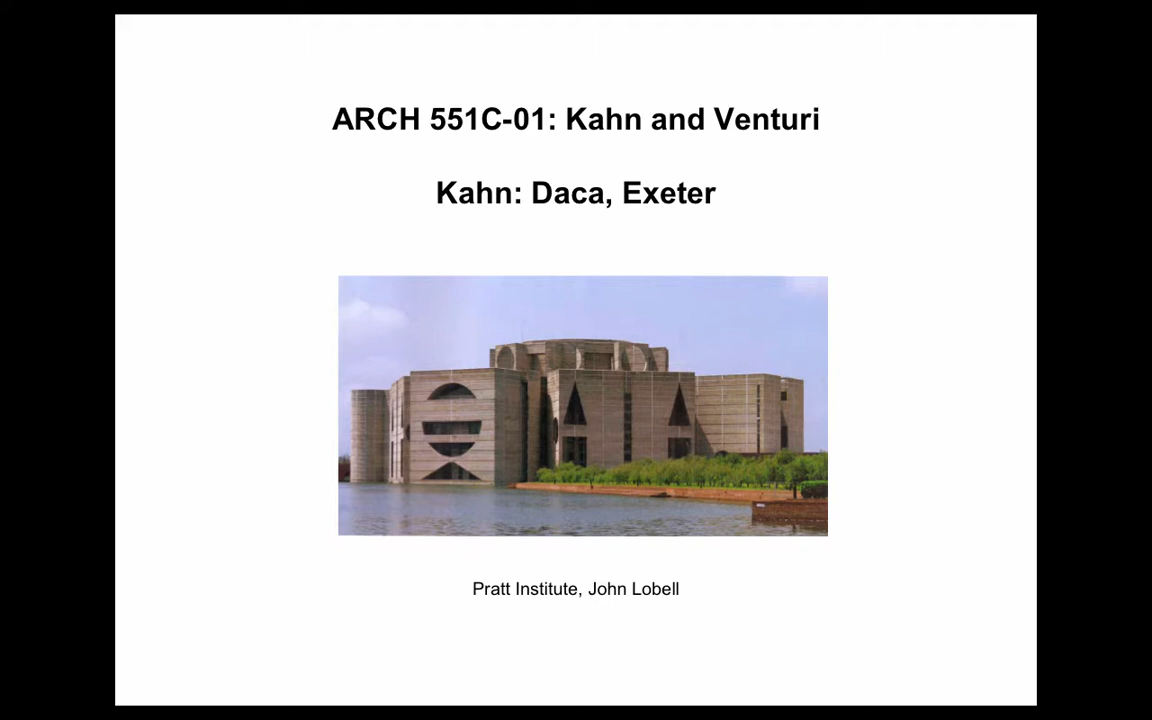 ARCH 551C-01: Kahn and Venturi
Kahn: Daca, Exeter
Pratt Institute, John Lobell